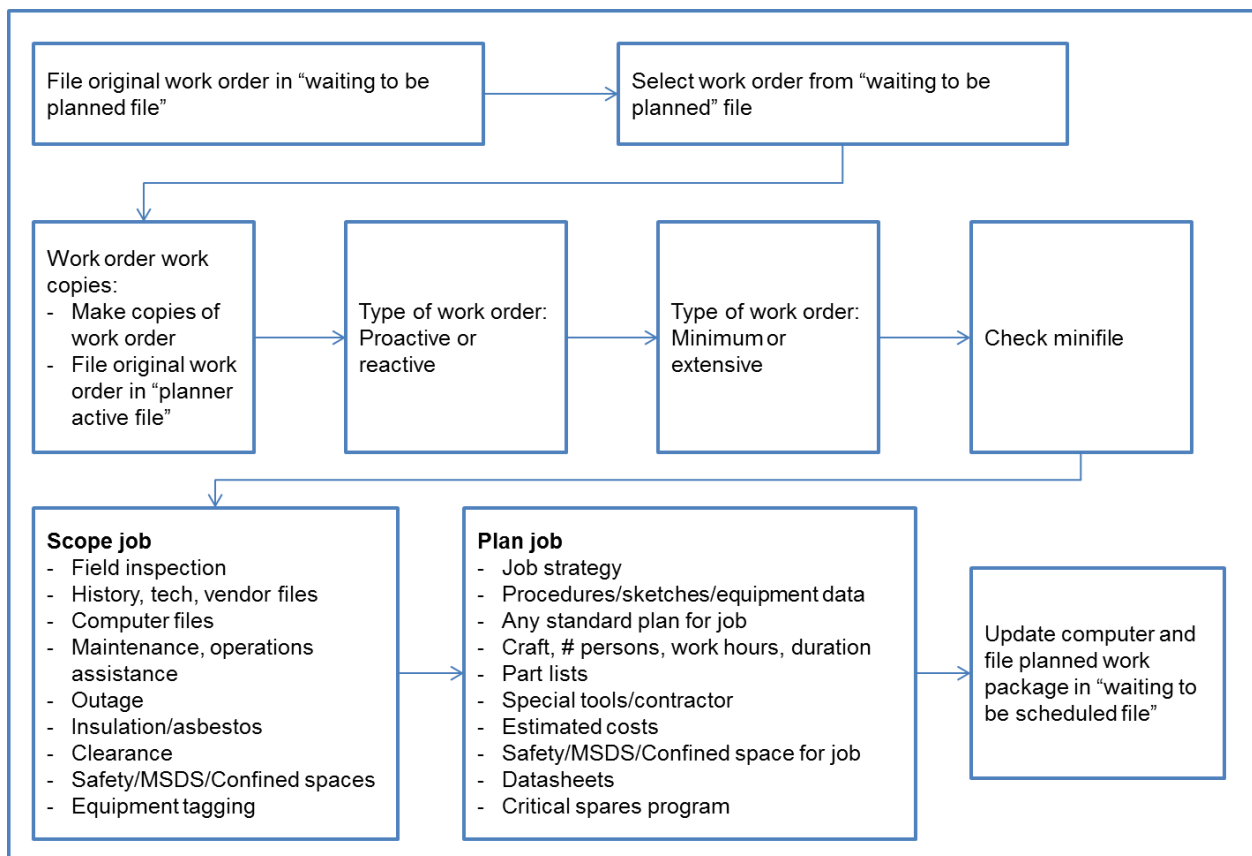 File original work order in “waiting to be
planned file”
Select work order from “waiting to be
planned” file
Work order work
copies:
- Make copies of
work order
- File original work
order in “planner
active file”
Type of work order:
Proactive or
reactive
Type of work order:
Minimum or
extensive
Check minifile
Scope job
- Field inspection
- History, tech, vendor files
- Computer files
- Maintenance, operations
assistance
- Outage
- Insulation/asbestos
- Clearance
- Safety/MSDS/Confined spaces
- Equipment tagging
Plan job
- Job strategy
- Procedures/sketches/equipment data
- Any standard plan for job
- Craft, # persons, work hours, duration
- Part lists
- Special tools/contractor
- Estimated costs
- Safety/MSDS/Confined space for job
- Datasheets
- Critical spares program
Update computer and
file planned work
package in “waiting to
be scheduled file”